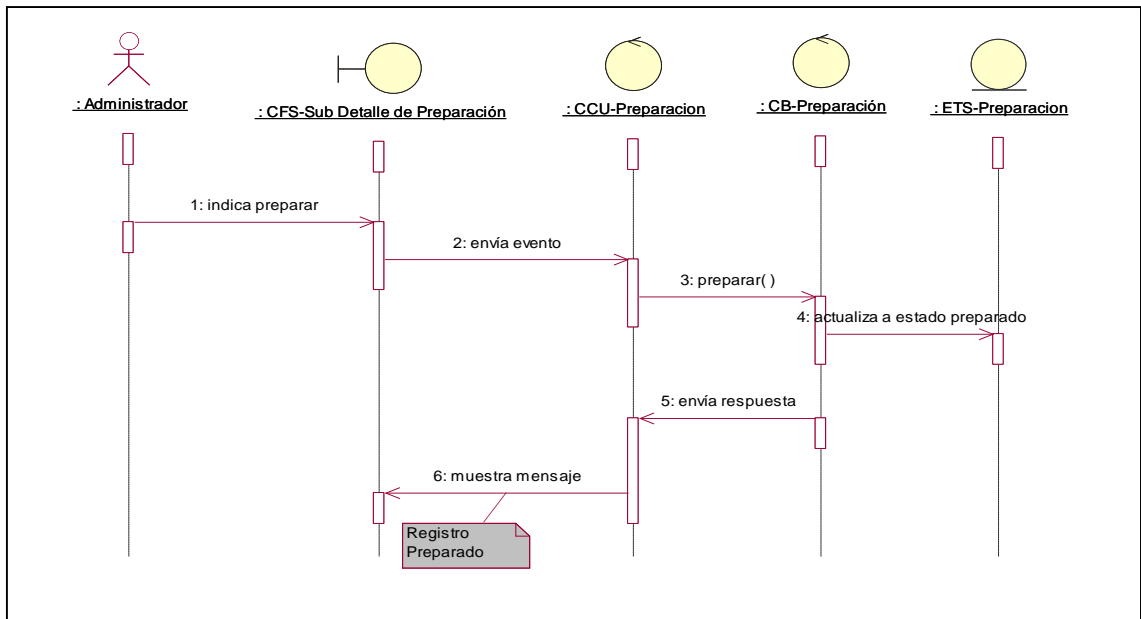 : Administrador
: CFS-Sub Detalle de Preparación
: CCU-Preparacion
: CB-Preparación
: ETS-Preparacion
1: indica preparar
2: envía evento
3: preparar( )
4: actualiza a estado preparado
5: envía respuesta
6: muestra mensaje
Registro
Preparado